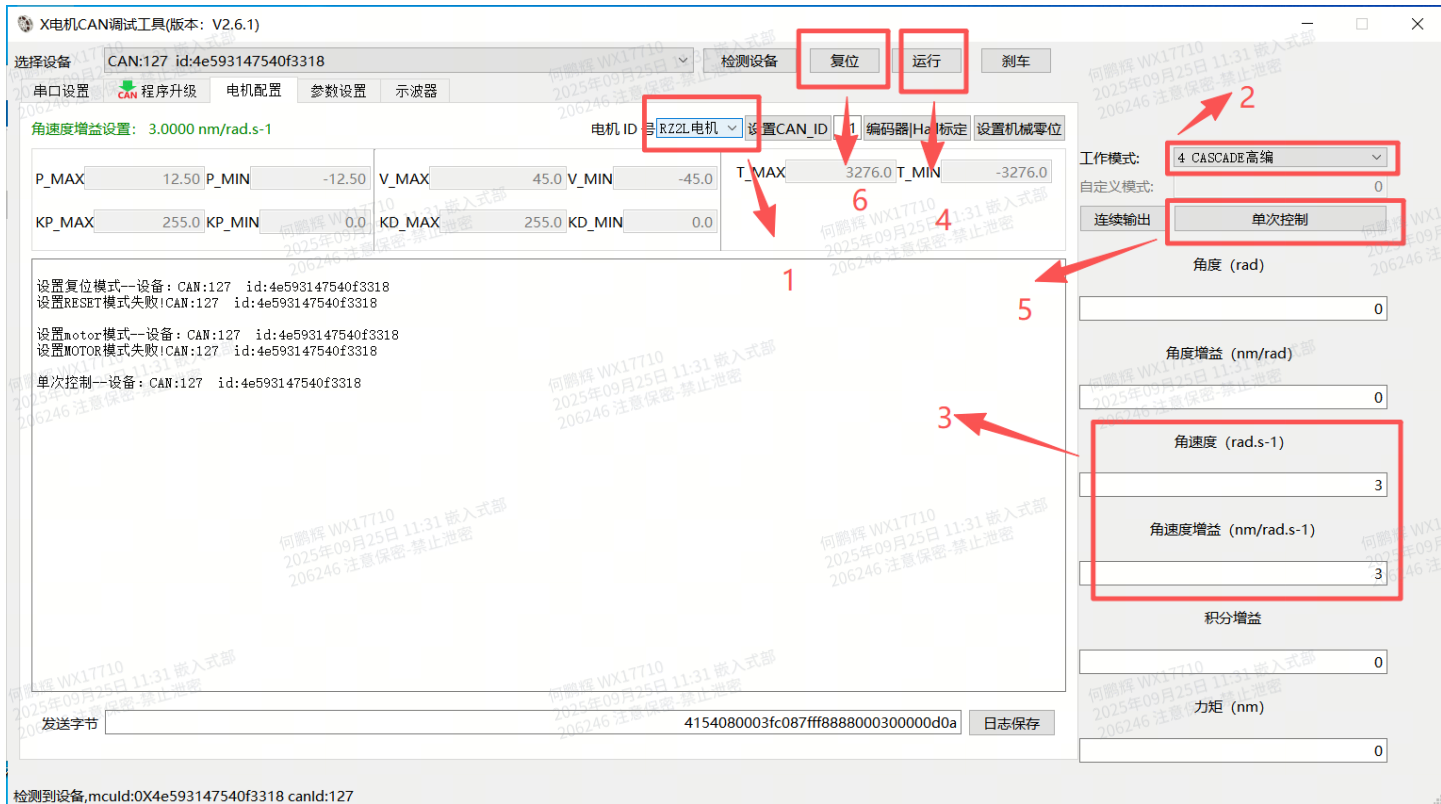 X电机CAN调试工具(版本：V2.6.1)
选择设备 CAN:127 id:4e593147540f3318 检测设备 复位 运行 刹车
串口设置 CAN 程序升级 电机配置 参数设置 示波器
2
角速度增益设置： 3.0000 nm/rad.s-1 电机 ID 号 RZ2L电机 设置CAN_ID 1 编码器|Hall标定 设置机械零位
工作模式: 4 CASCADE高编
P_MAX 12.50 P_MIN -12.50 V_MAX 45.0 V_MIN -45.0 T_MAX 3276.0 T_MIN -3276.0
自定义模式: 0
6
4
KP_MAX 255.0 KP_MIN 0.0 KD_MAX 255.0 KD_MIN 0.0
连续输出 单次控制
1
5
设置复位模式--设备：CAN:127 id:4e593147540f3318
设置RESET模式失败!CAN:127 id:4e593147540f3318
设置motor模式--设备：CAN:127 id:4e593147540f3318
设置MOTOR模式失败!CAN:127 id:4e593147540f3318
单次控制--设备：CAN:127 id:4e593147540f3318
角度（rad）
0
角度增益（nm/rad）
0
3
角速度（rad.s-1）
3
角速度增益（nm/rad.s-1）
3
积分增益
0
力矩（nm）
0
发送字节 4154080003fc087fff8888000300000d0a 日志保存
检测到设备,mcuId:0X4e593147540f3318 canId:127
何鹏辉 WX17710
2025年09月25日 11:31 嵌入式部
206246 注意保密-禁止泄密